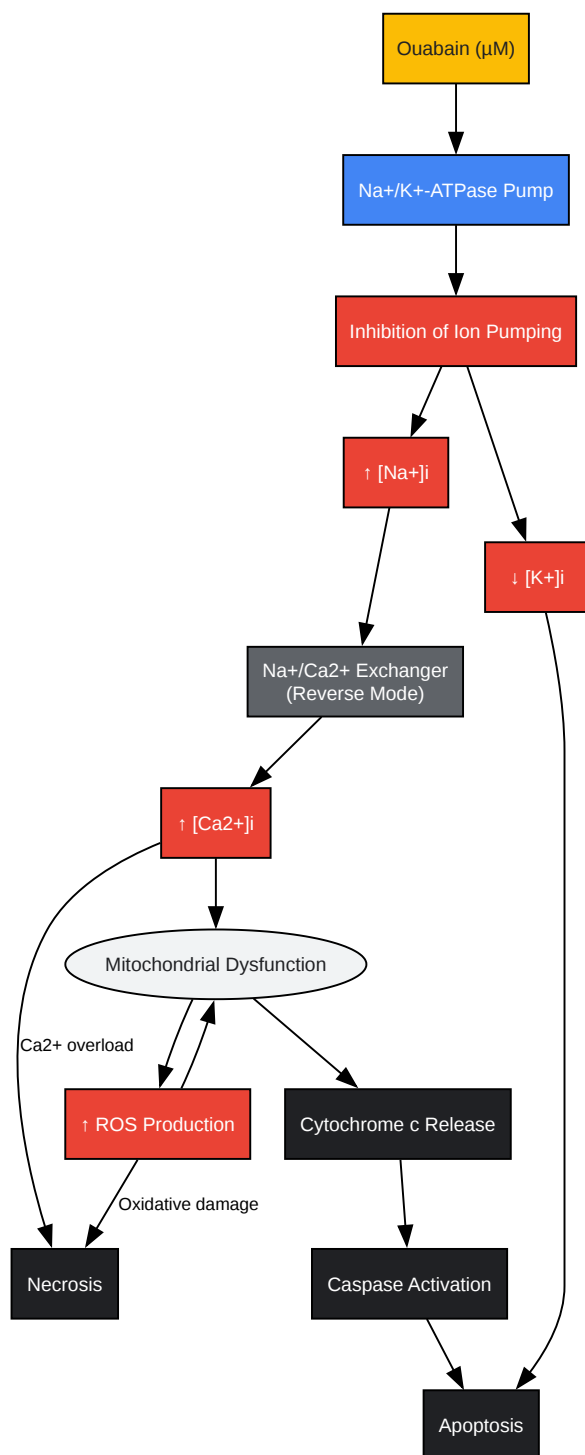 Ouabain (µM)
Na+/K+-ATPase Pump
Inhibition of Ion Pumping
↑ [Na+]i
↓ [K+]i
Na+/Ca2+ Exchanger
(Reverse Mode)
↑ [Ca2+]i
Mitochondrial Dysfunction
Ca2+ overload
↑ ROS Production
Cytochrome c Release
Oxidative damage
Necrosis
Caspase Activation
Apoptosis